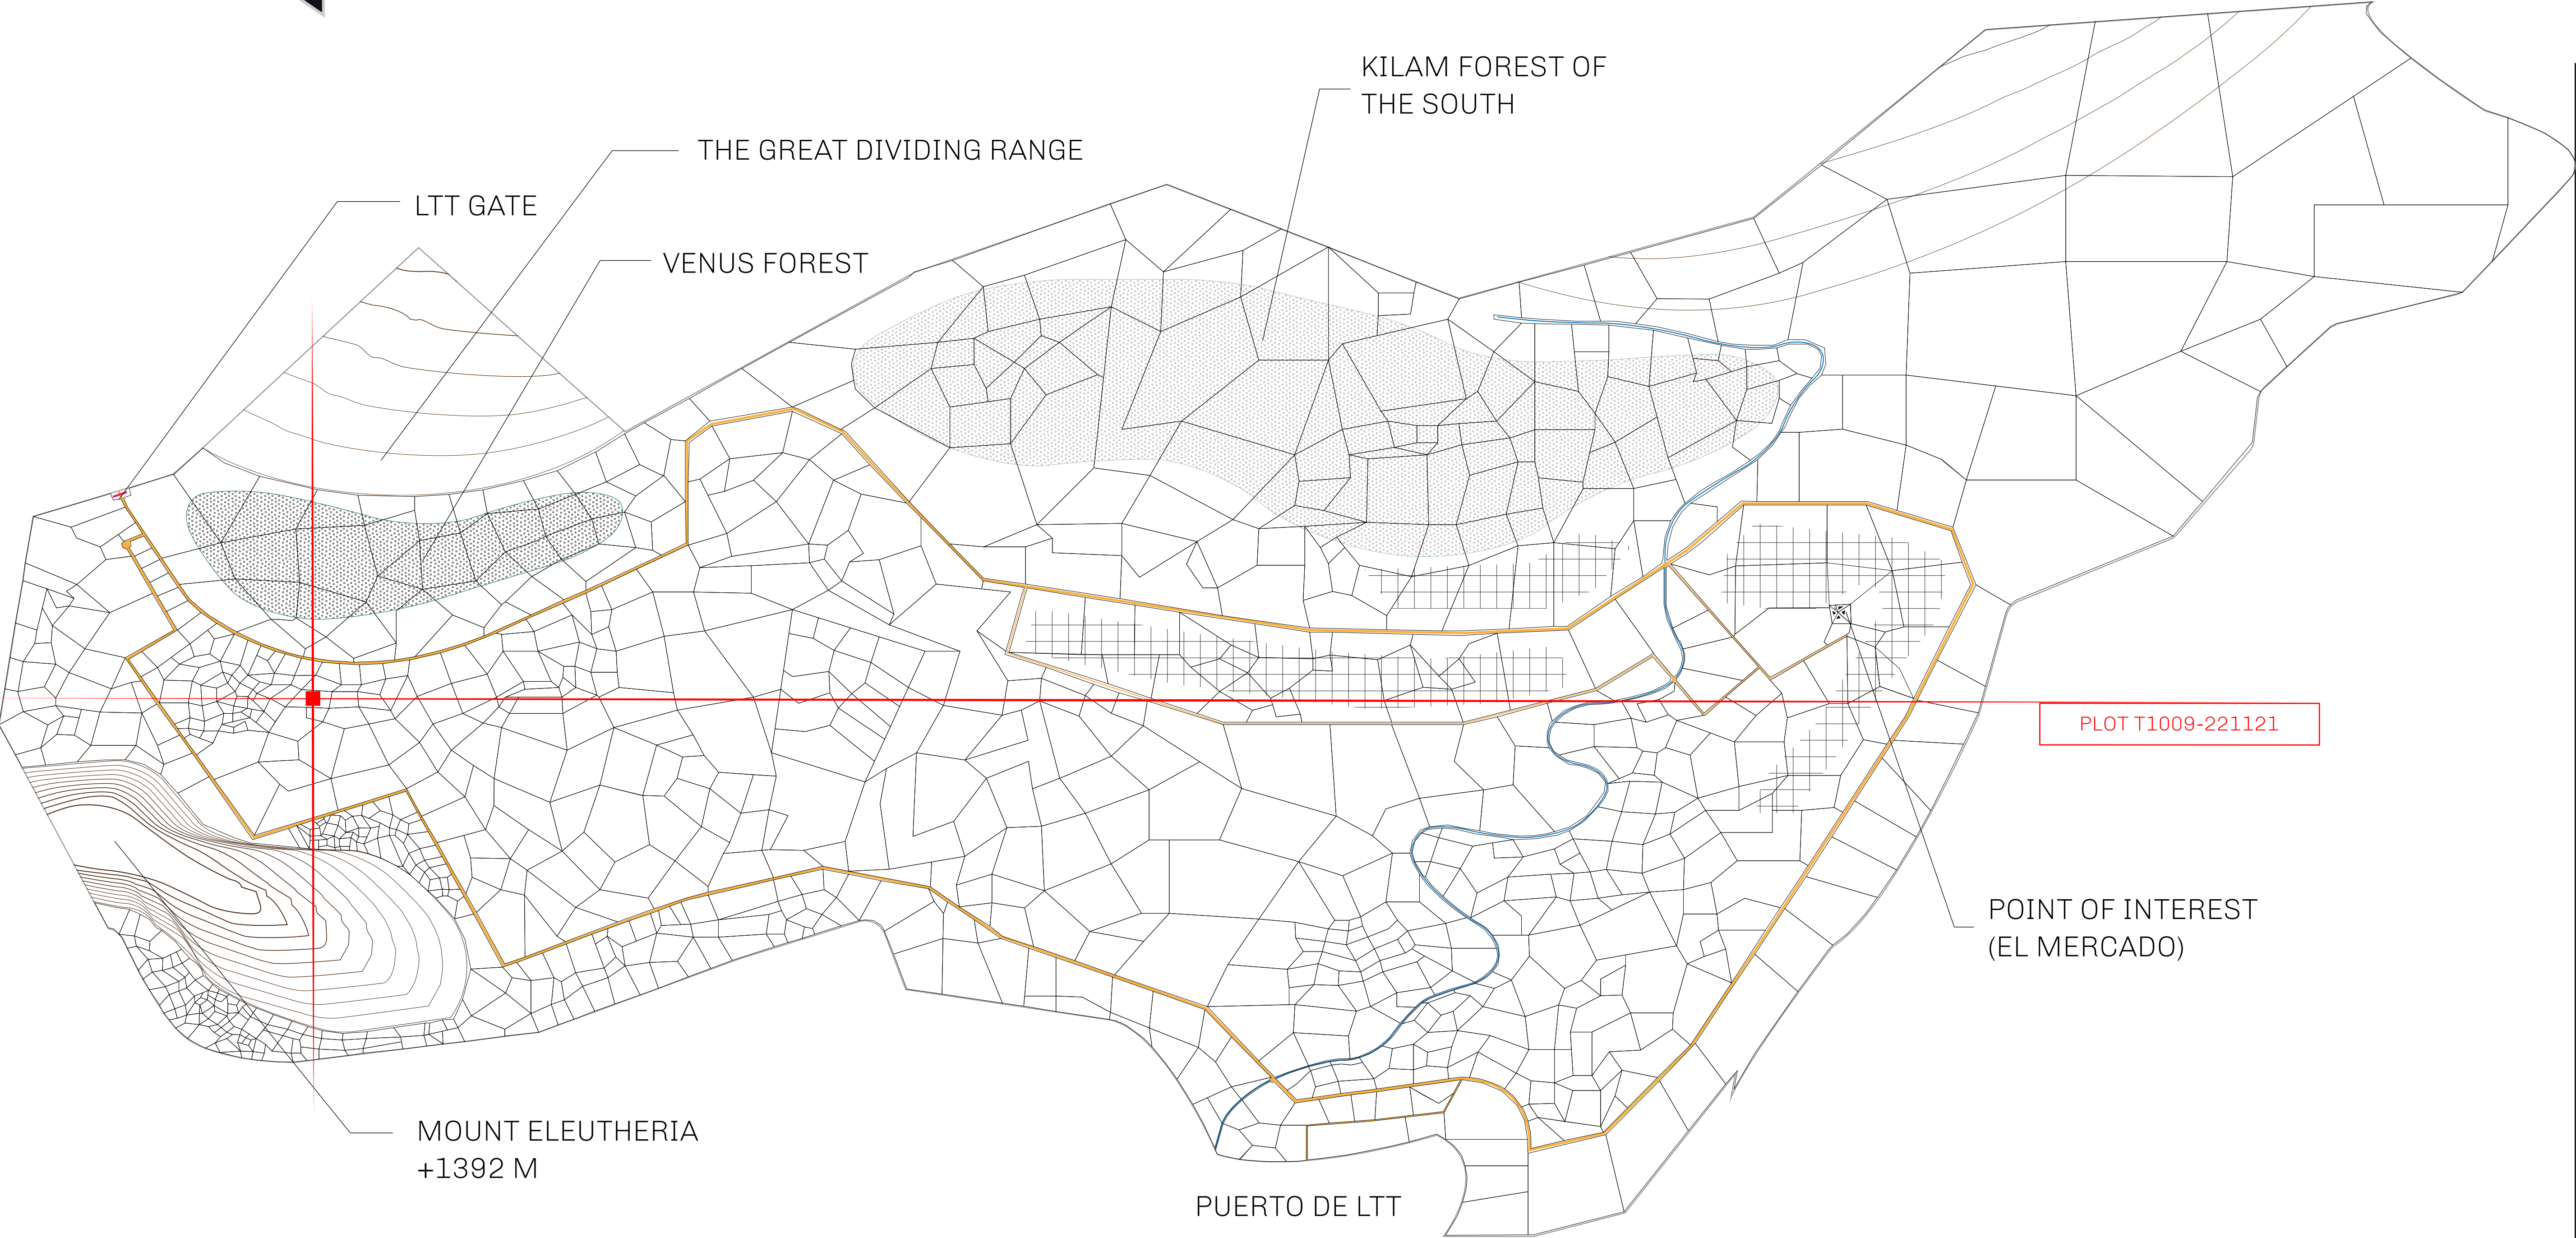 KILAM FOREST OF
THE SOUTH
THE GREAT DIVIDING RANGE
LTT GATE
VENUS FOREST
PLOT T1009-221121
POINT OF INTEREST
(EL MERCADO)
MOUNT ELEUTHERIA
+1392 M
PUERTO DE LTT